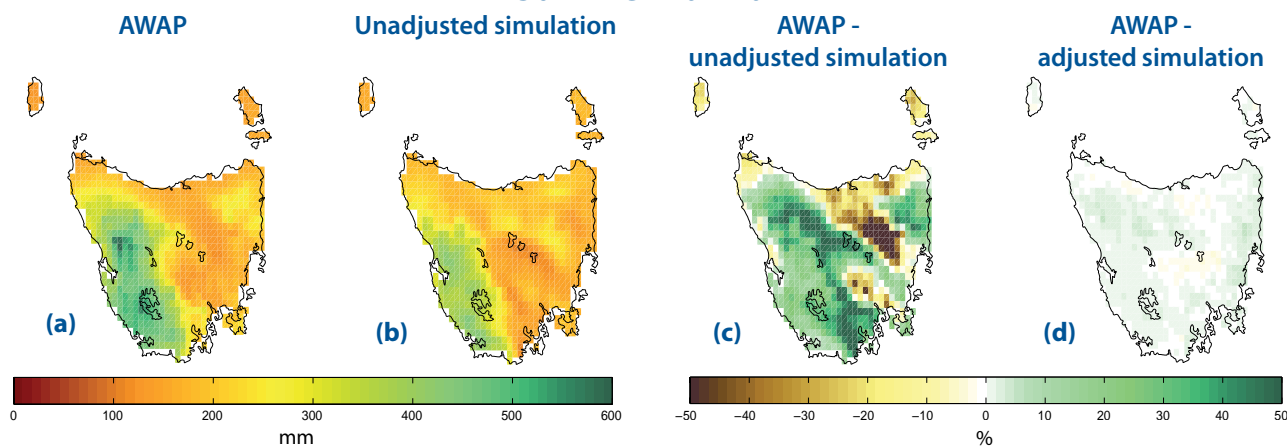 AWAP
Unadjusted simulation
AWAP -
unadjusted simulation
AWAP -
adjusted simulation
(a)
(b)
(c)
(d)
0 100 200 300 400 500 600
mm
−50 −40 −30 −20 −10 0 10 20 30 40 50
%